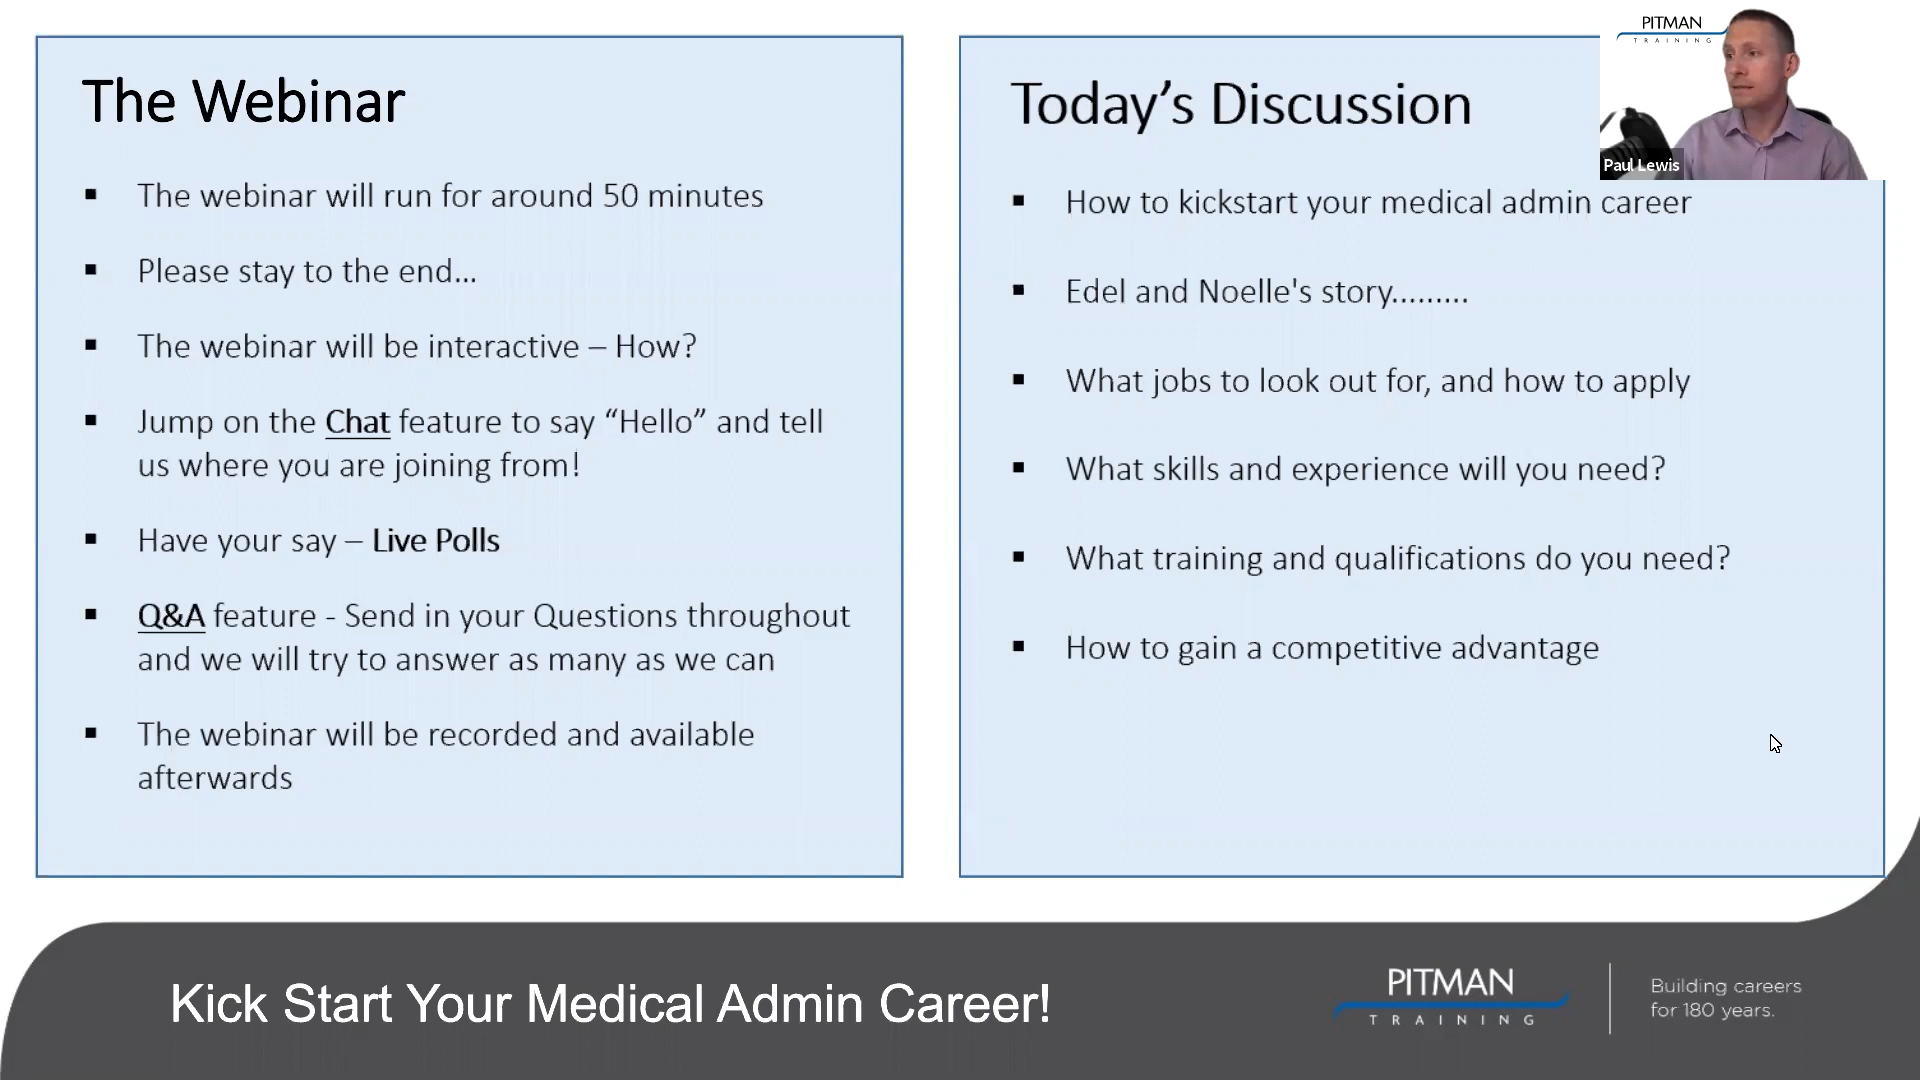 The Webinar
The webinar will run for around 50 minutes
Please stay to the end...
The webinar will be interactive – How?
Jump on the Chat feature to say “Hello” and tell
us where you are joining from!
Have your say – Live Polls
Q&A feature - Send in your Questions throughout
and we will try to answer as many as we can
The webinar will be recorded and available
afterwards
Today’s Discussion
How to kickstart your medical admin career
Edel and Noelle's story.........
What jobs to look out for, and how to apply
What skills and experience will you need?
What training and qualifications do you need?
How to gain a competitive advantage
PITMAN
TRAINING
Paul Lewis
Kick Start Your Medical Admin Career!
PITMAN
TRAINING
Building careers
for 180 years.